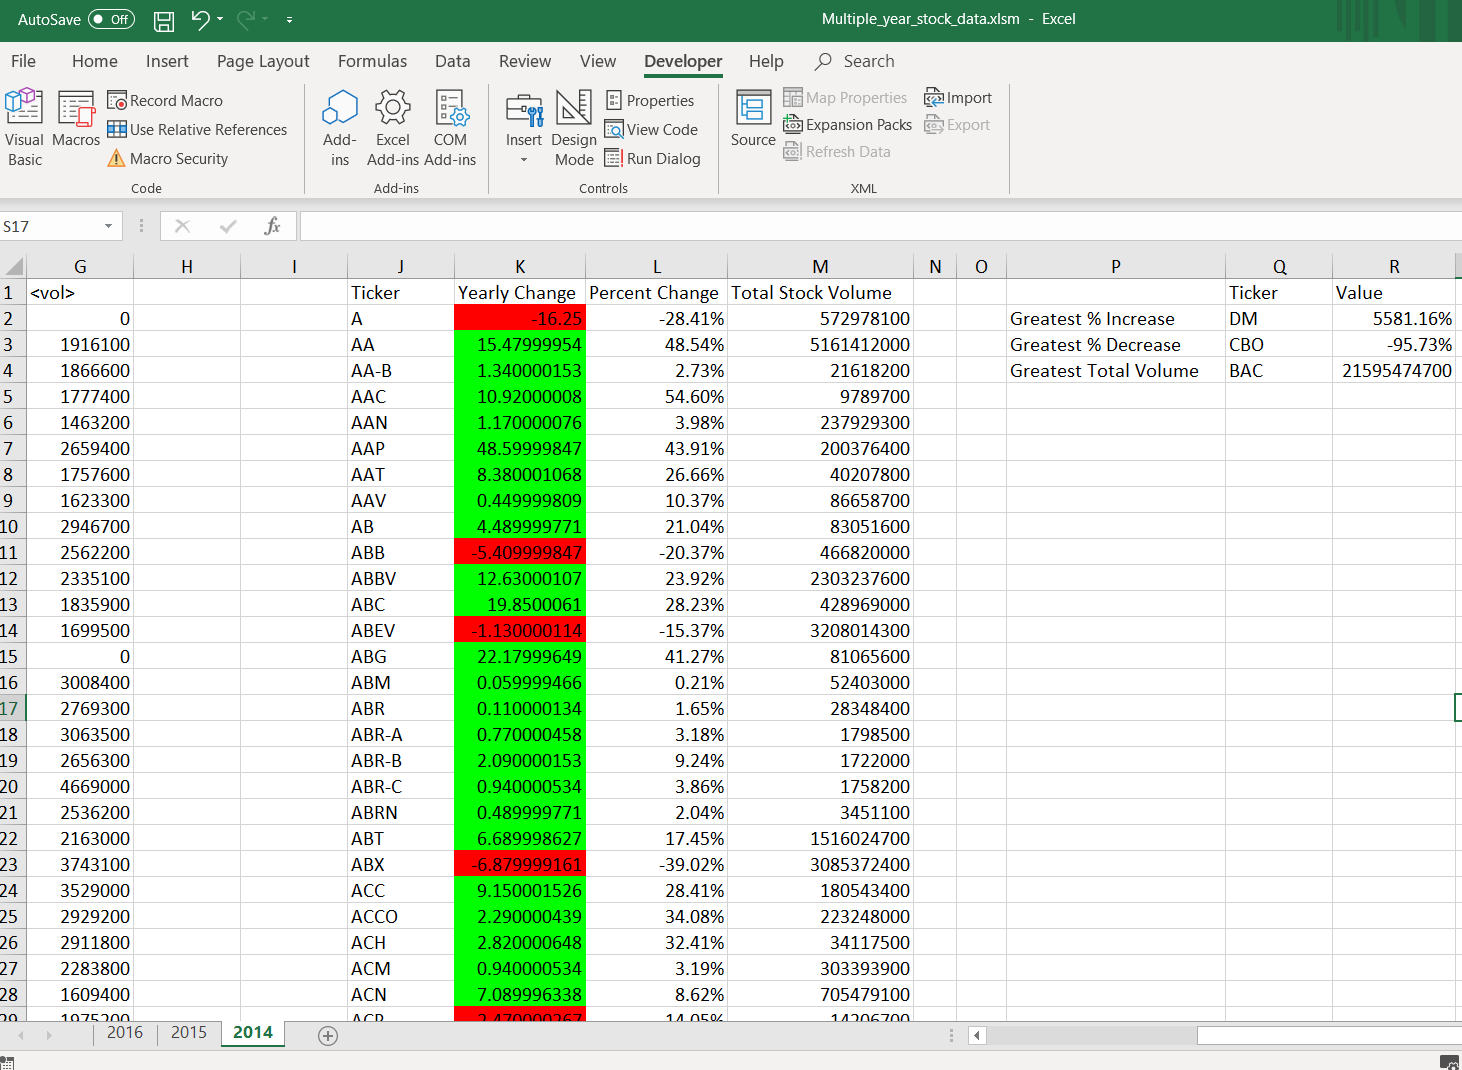 AutoSave Off Multiple_year_stock_data.xlsm - Excel
File Home Insert Page Layout Formulas Data Review View Developer Help Search
Visual Basic
Macros
Record Macro
Use Relative References
Macro Security
Code
Add-ins
Excel Add-ins
COM Add-ins
Add-ins
Insert
Design Mode
Properties
View Code
Run Dialog
Controls
Source
Map Properties
Expansion Packs
Refresh Data
Import
Export
XML
S17 fx
G H I J K L M N O P Q R
1 <vol> Ticker Yearly Change Percent Change Total Stock Volume Ticker Value
2 0 A -16.25 -28.41% 572978100 Greatest % Increase DM 5581.16%
3 1916100 AA 15.47999954 48.54% 5161412000 Greatest % Decrease CBO -95.73%
4 1866600 AA-B 1.340000153 2.73% 21618200 Greatest Total Volume BAC 21595474700
5 1777400 AAC 10.92000008 54.60% 9789700
6 1463200 AAN 1.170000076 3.98% 237929300
7 2659400 AAP 48.59999847 43.91% 200376400
8 1757600 AAT 8.380001068 26.66% 40207800
9 1623300 AAV 0.449999809 10.37% 86658700
10 2946700 AB 4.489999771 21.04% 83051600
11 2562200 ABB -5.409999847 -20.37% 466820000
12 2335100 ABBV 12.63000107 23.92% 2303237600
13 1835900 ABC 19.8500061 28.23% 428969000
14 1699500 ABEV -1.130000114 -15.37% 3208014300
15 0 ABG 22.17999649 41.27% 81065600
16 3008400 ABM 0.059999466 0.21% 52403000
17 2769300 ABR 0.110000134 1.65% 28348400
18 3063500 ABR-A 0.770000458 3.18% 1798500
19 2656300 ABR-B 2.090000153 9.24% 1722000
20 4669000 ABR-C 0.940000534 3.86% 1758200
21 2536200 ABRN 0.489999771 2.04% 3451100
22 2163000 ABT 6.689998627 17.45% 1516024700
23 3743100 ABX -6.879999161 -39.02% 3085372400
24 3529000 ACC 9.150001526 28.41% 180543400
25 2929200 ACCO 2.290000439 34.08% 223248000
26 2911800 ACH 2.820000648 32.41% 34117500
27 2283800 ACM 0.940000534 3.19% 303393900
28 1609400 ACN 7.089996338 8.62% 705479100
2016 2015 2014